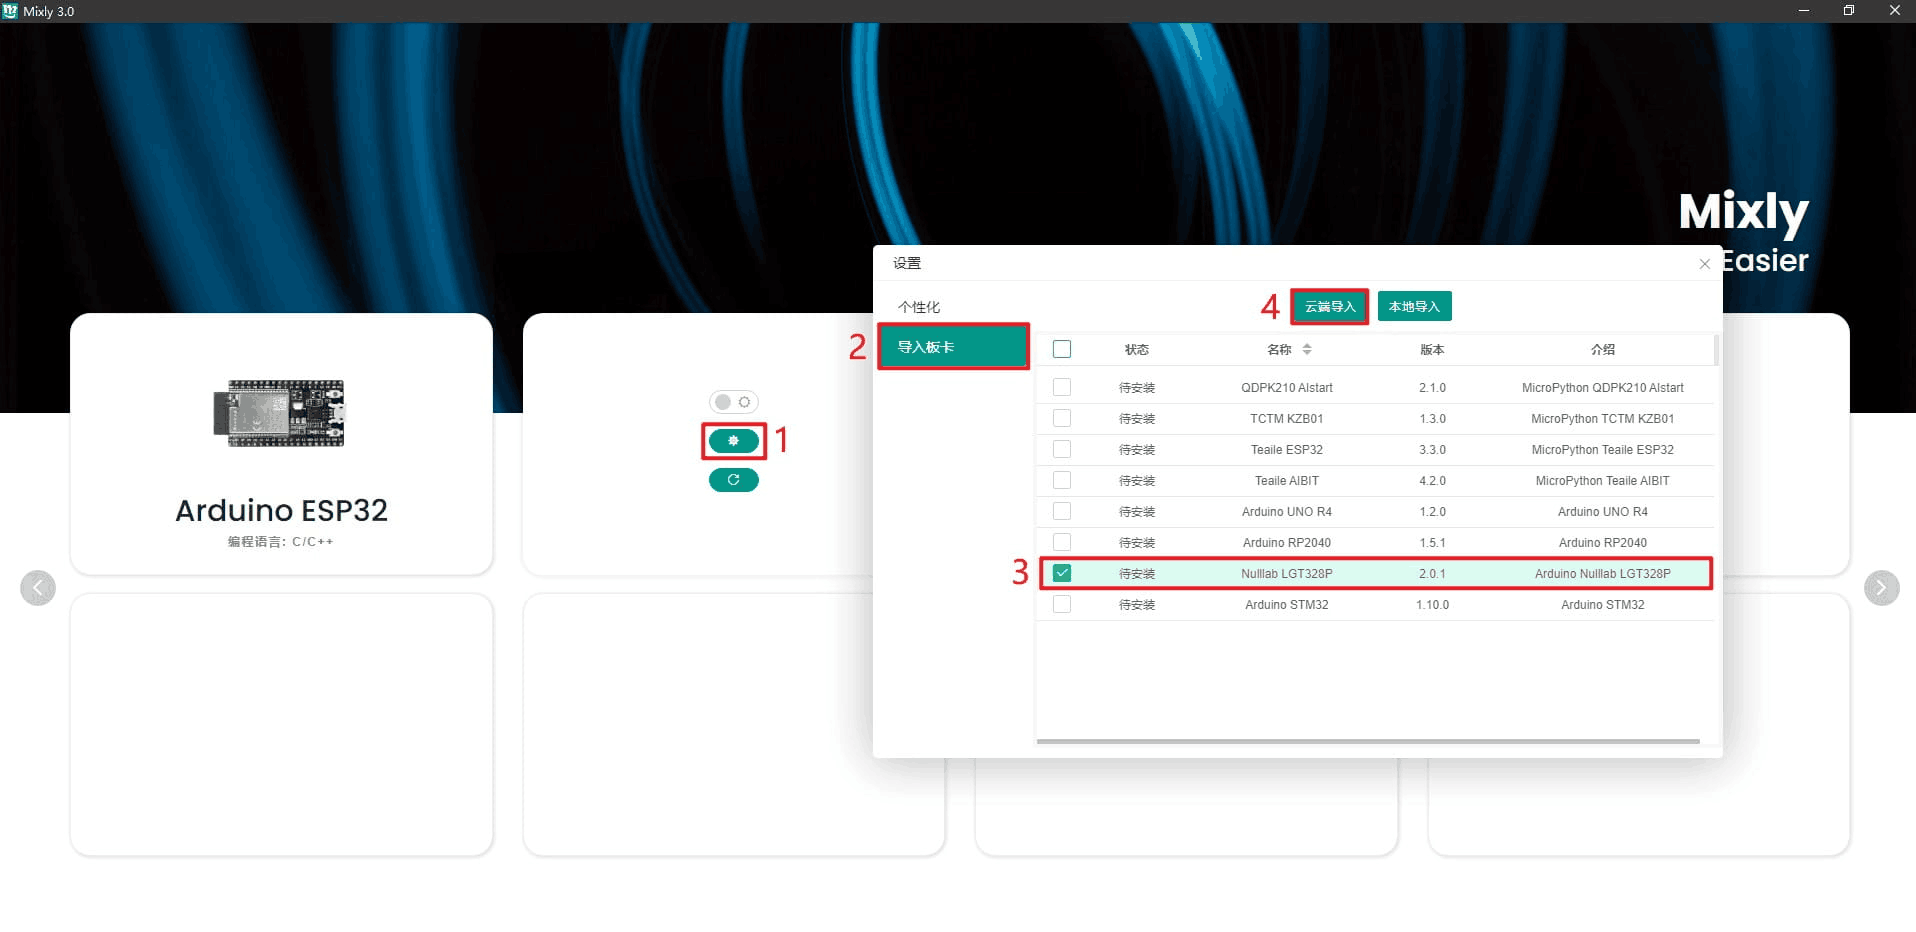 Mixly 3.0
Mixly
Easier
设置
个性化
4 云端导入 本地导入
2 导入板卡
状态 名称 版本 介绍
待安装 QDPK210 AIstart 2.1.0 MicroPython QDPK210 AIstart
待安装 TCTM KZB01 1.3.0 MicroPython TCTM KZB01
待安装 Teaile ESP32 3.3.0 MicroPython Teaile ESP32
待安装 Teaile AIBIT 4.2.0 MicroPython Teaile AIBIT
待安装 Arduino UNO R4 1.2.0 Arduino UNO R4
待安装 Arduino RP2040 1.5.1 Arduino RP2040
3 待安装 Nulllab LGT328P 2.0.1 Arduino Nulllab LGT328P
待安装 Arduino STM32 1.10.0 Arduino STM32
1
Arduino ESP32
编程语言: C/C++